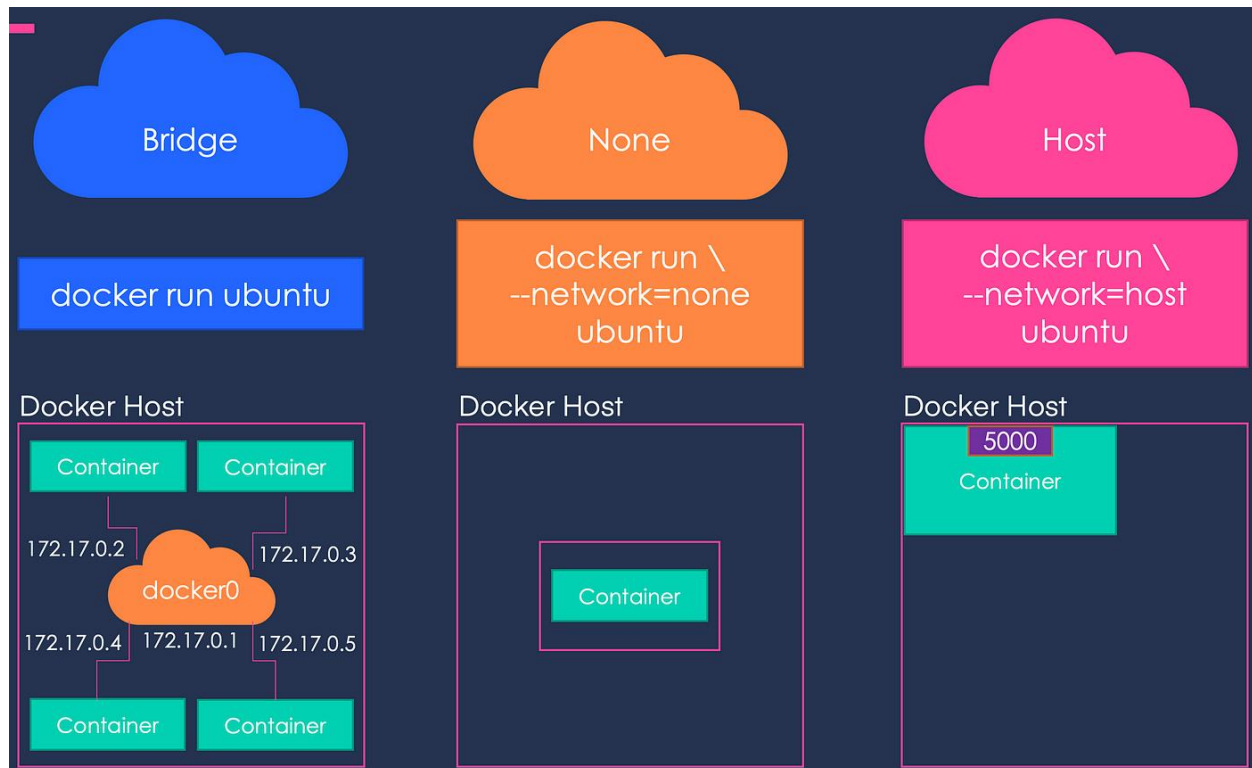 Bridge
None
Host
docker run ubuntu
docker run \
--network=none
ubuntu
docker run \
--network=host
ubuntu
Docker Host
Container
Container
172.17.0.2
172.17.0.3
docker0
172.17.0.4
172.17.0.1
172.17.0.5
Container
Container
Docker Host
Container
Docker Host
5000
Container